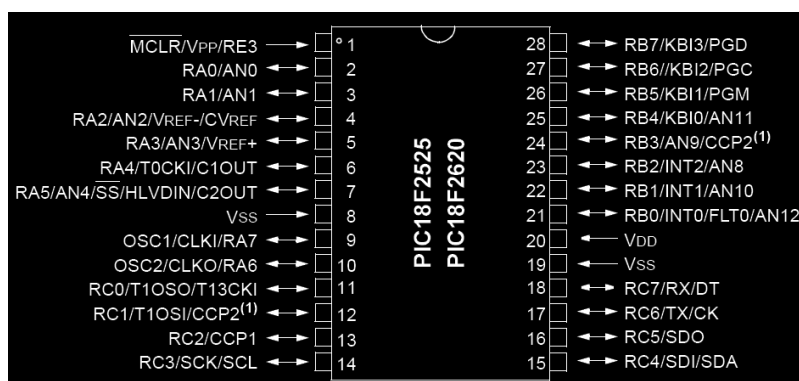 MCLR/VPP/RE3 1
RA0/AN0 2
RA1/AN1 3
RA2/AN2/VREF-/CVREF 4
RA3/AN3/VREF+ 5
RA4/T0CKI/C1OUT 6
RA5/AN4/SS/HLVDIN/C2OUT 7
VSS 8
OSC1/CLKI/RA7 9
OSC2/CLKO/RA6 10
RC0/T1OSO/T13CKI 11
RC1/T1OSI/CCP2(1) 12
RC2/CCP1 13
RC3/SCK/SCL 14
PIC18F2525
PIC18F2620
28 RB7/KBI3/PGD
27 RB6//KBI2/PGC
26 RB5/KBI1/PGM
25 RB4/KBI0/AN11
24 RB3/AN9/CCP2(1)
23 RB2/INT2/AN8
22 RB1/INT1/AN10
21 RB0/INT0/FLT0/AN12
20 VDD
19 VSS
18 RC7/RX/DT
17 RC6/TX/CK
16 RC5/SDO
15 RC4/SDI/SDA